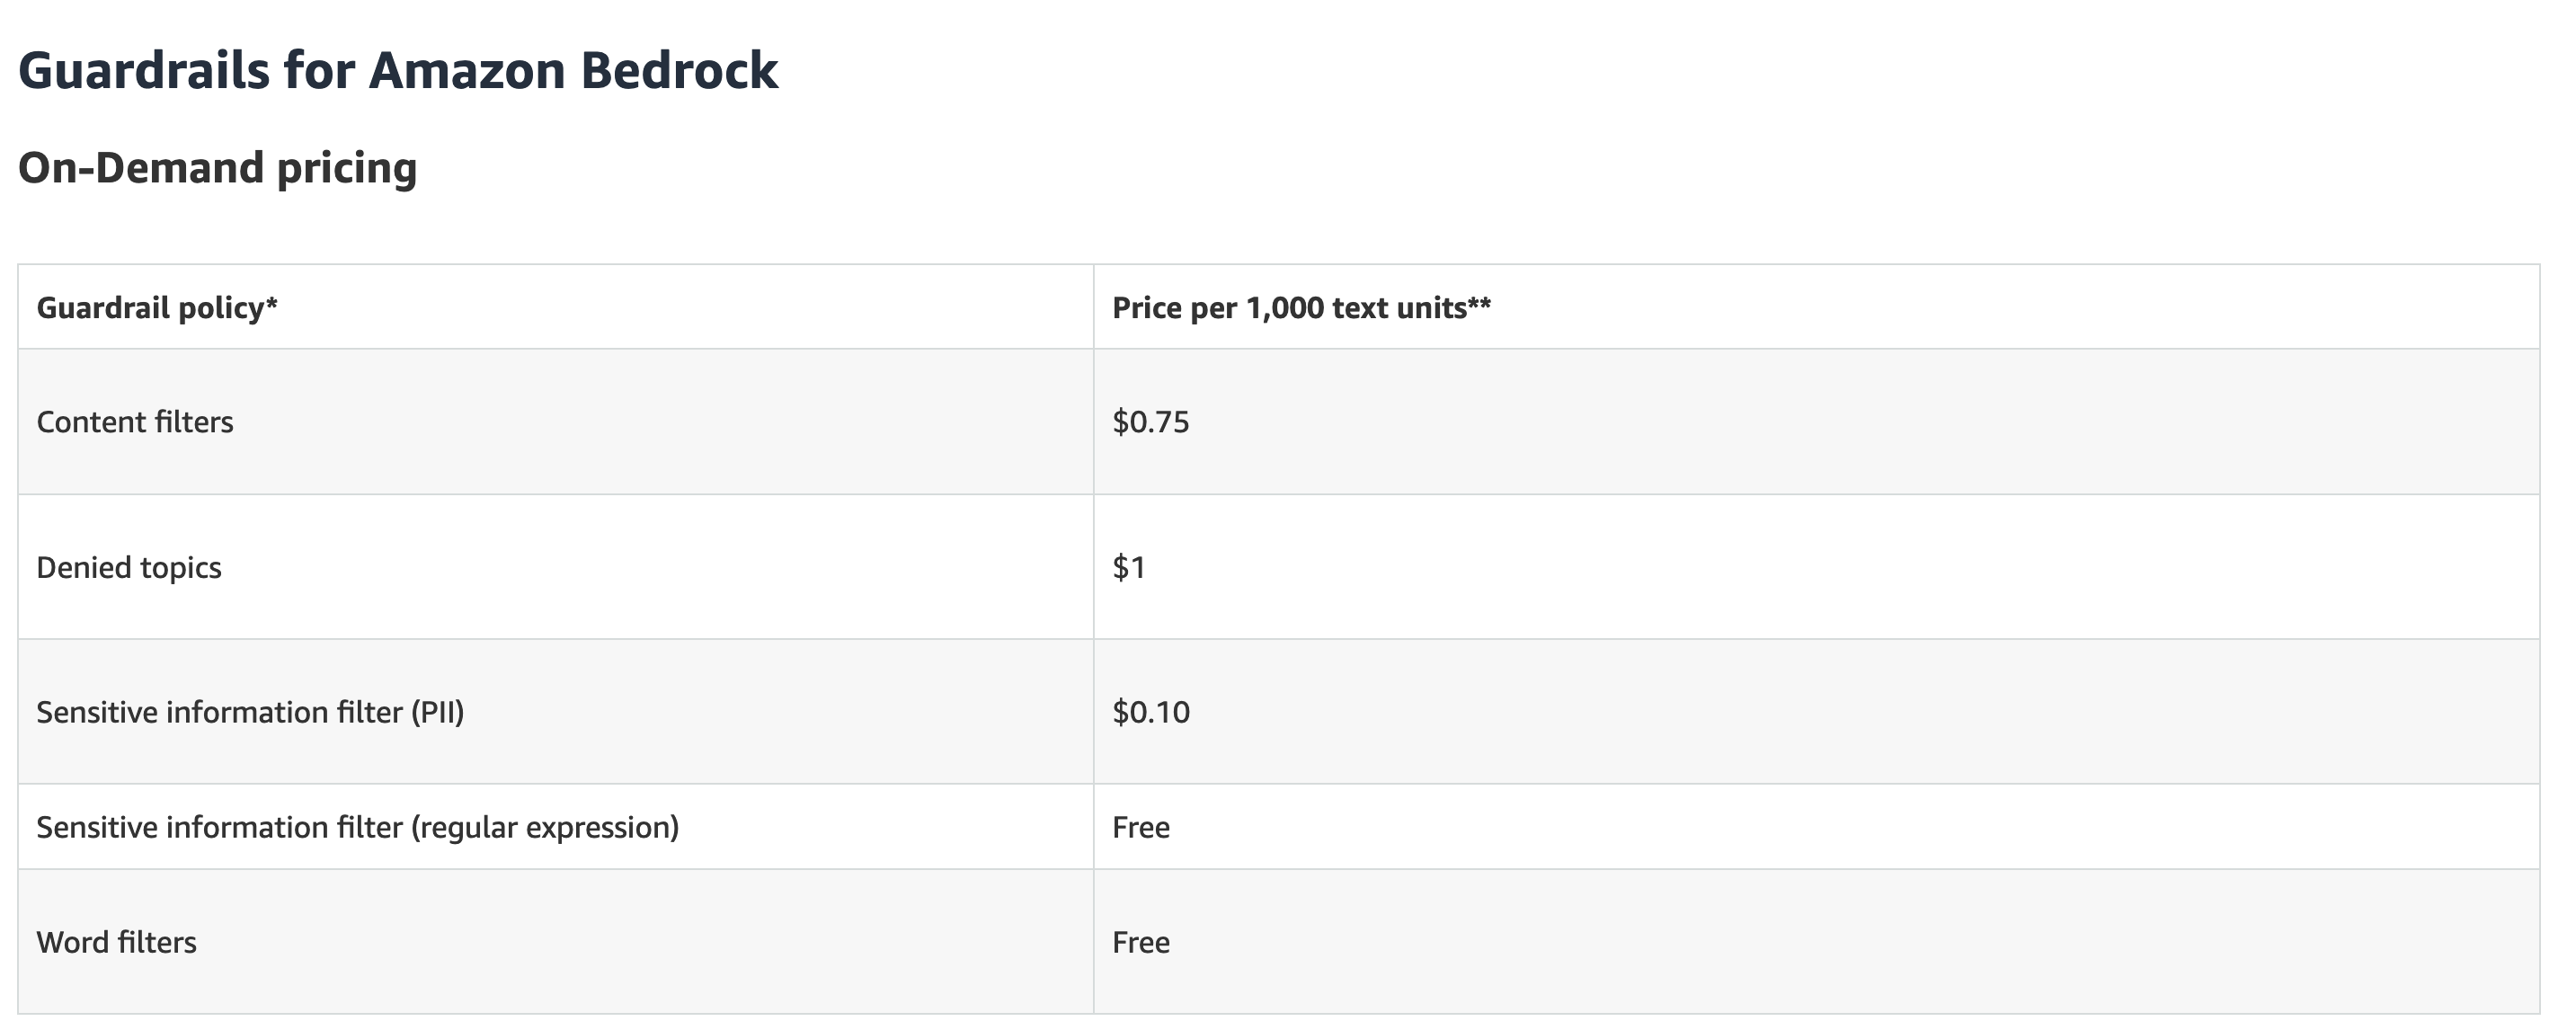 Guardrails for Amazon Bedrock
On-Demand pricing
Guardrail policy* Price per 1,000 text units**
Content filters $0.75
Denied topics $1
Sensitive information filter (PII) $0.10
Sensitive information filter (regular expression) Free
Word filters Free